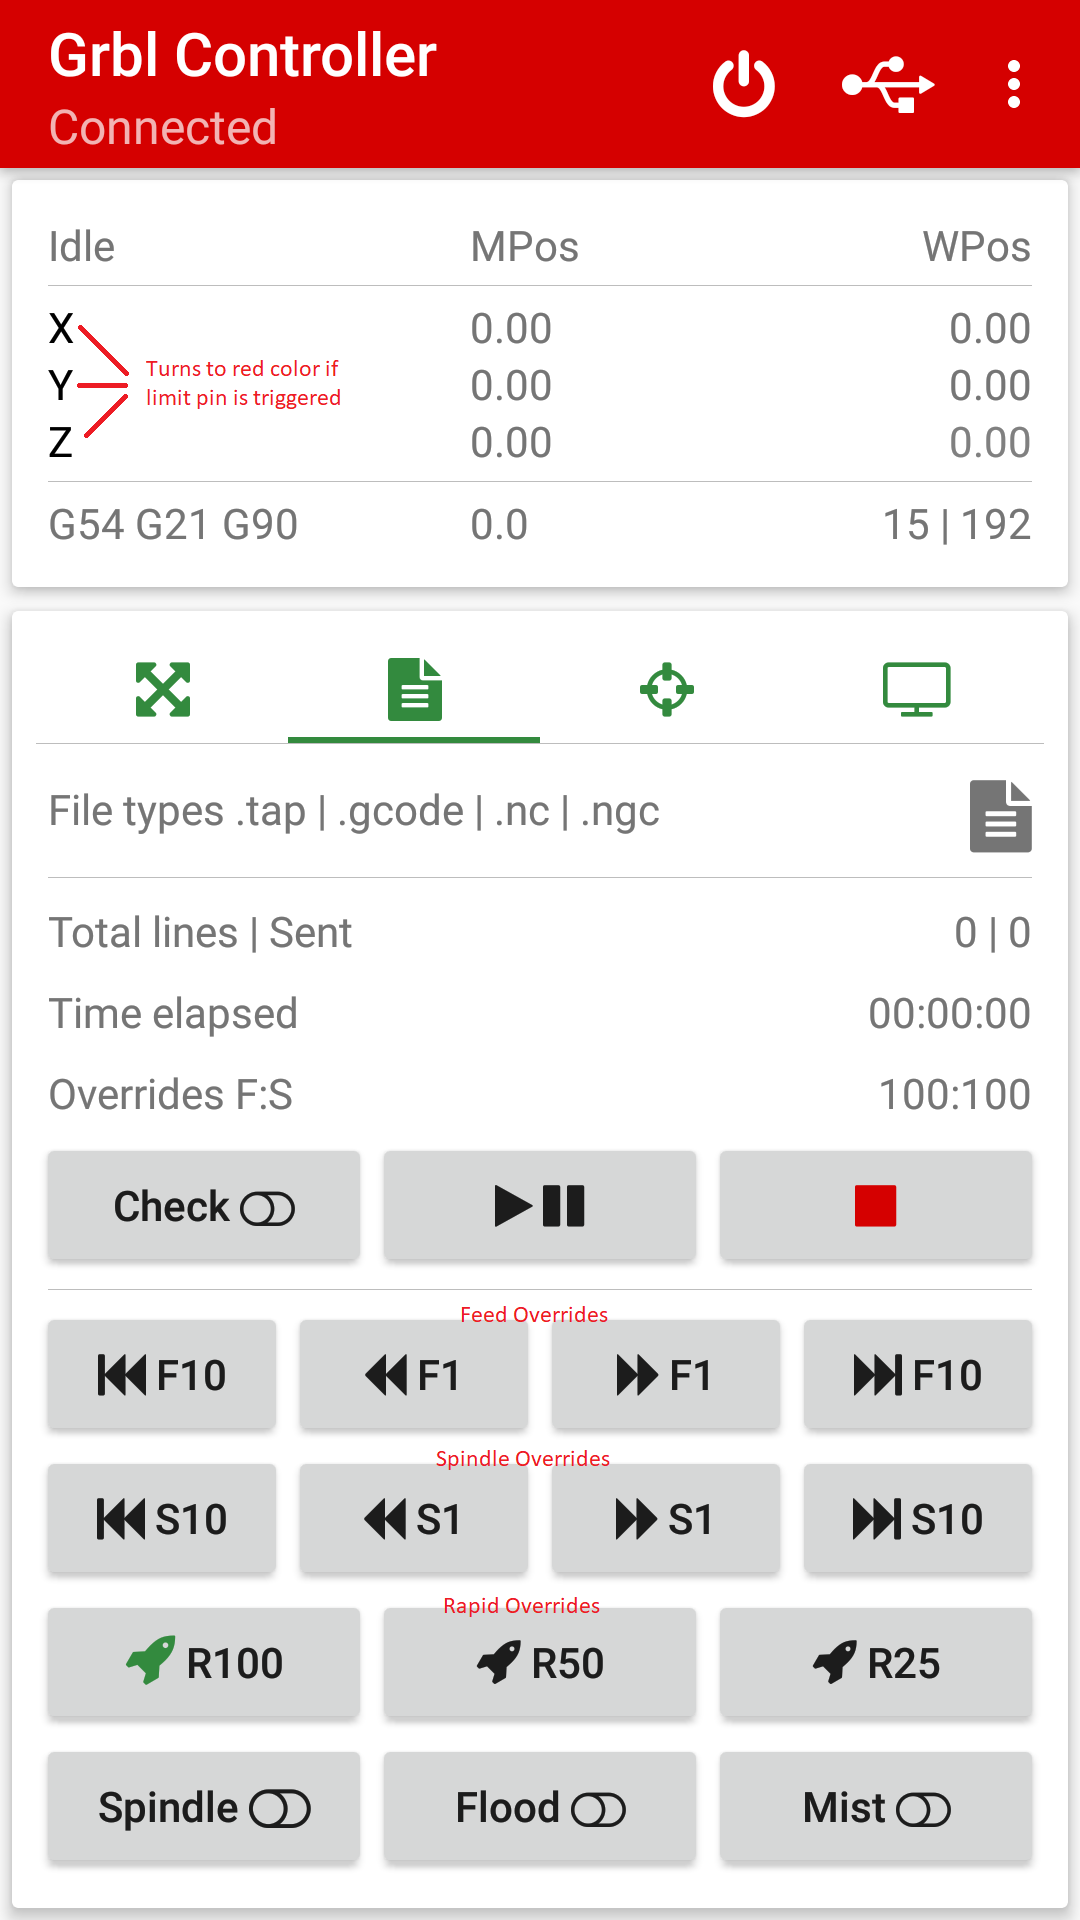 Grbl Controller
Connected
Idle MPos WPos
X 0.00 0.00
Turns to red color if
Y 0.00 0.00
limit pin is triggered
Z 0.00 0.00
G54 G21 G90 0.0 15 | 192
File types .tap | .gcode | .nc | .ngc
Total lines | Sent 0 | 0
Time elapsed 00:00:00
Overrides F:S 100:100
Check
Feed Overrides
F10 F1 F1 F10
Spindle Overrides
S10 S1 S1 S10
Rapid Overrides
R100 R50 R25
Spindle Flood Mist